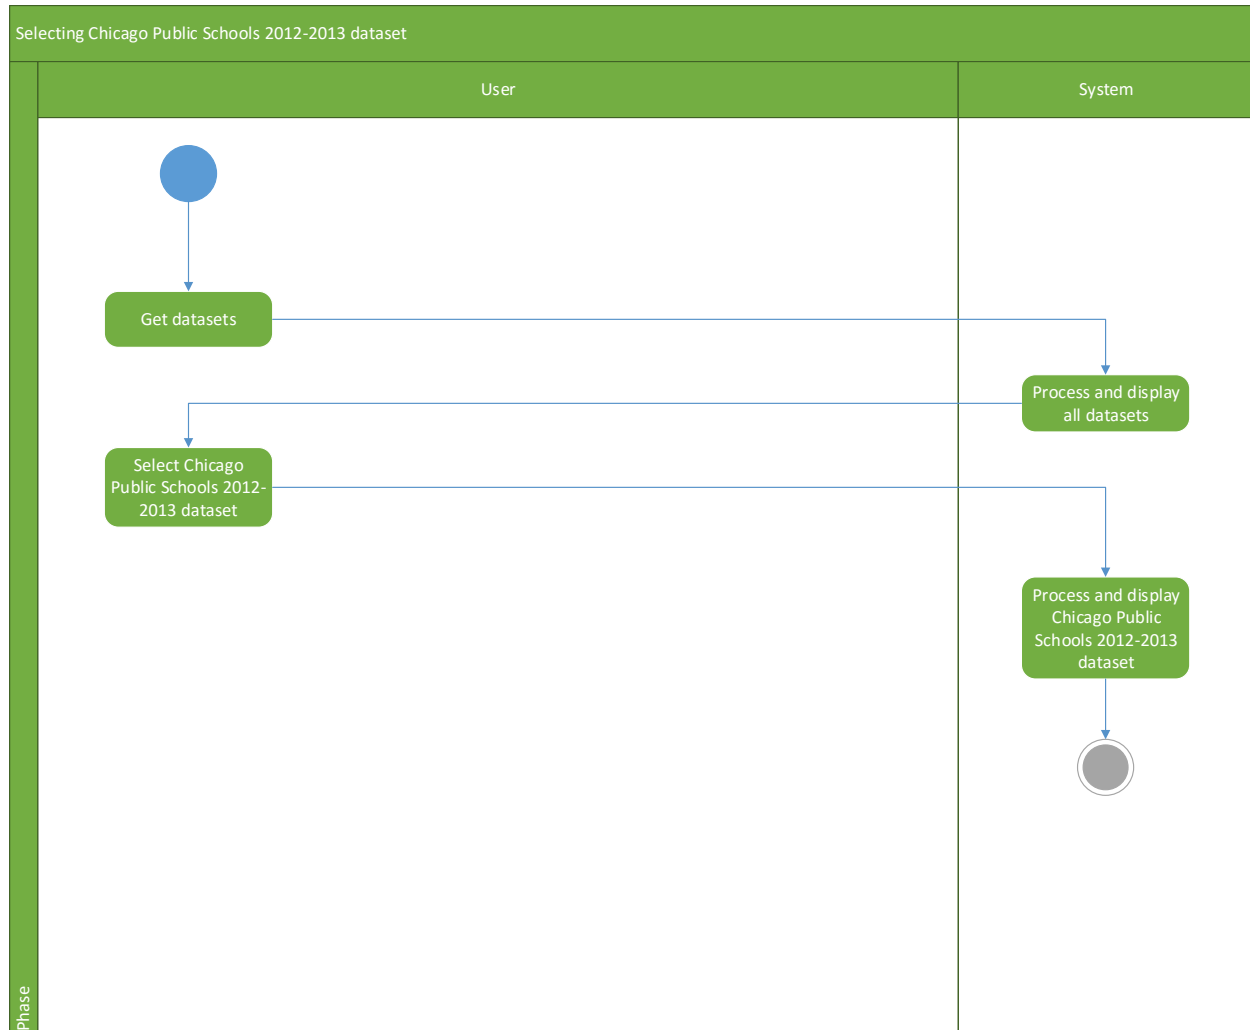 Selecting Chicago Public Schools 2012-2013 dataset
User
System
Get datasets
Process and display
all datasets
Select Chicago
Public Schools 2012-
2013 dataset
Process and display
Chicago Public
Schools 2012-2013
dataset
Phase